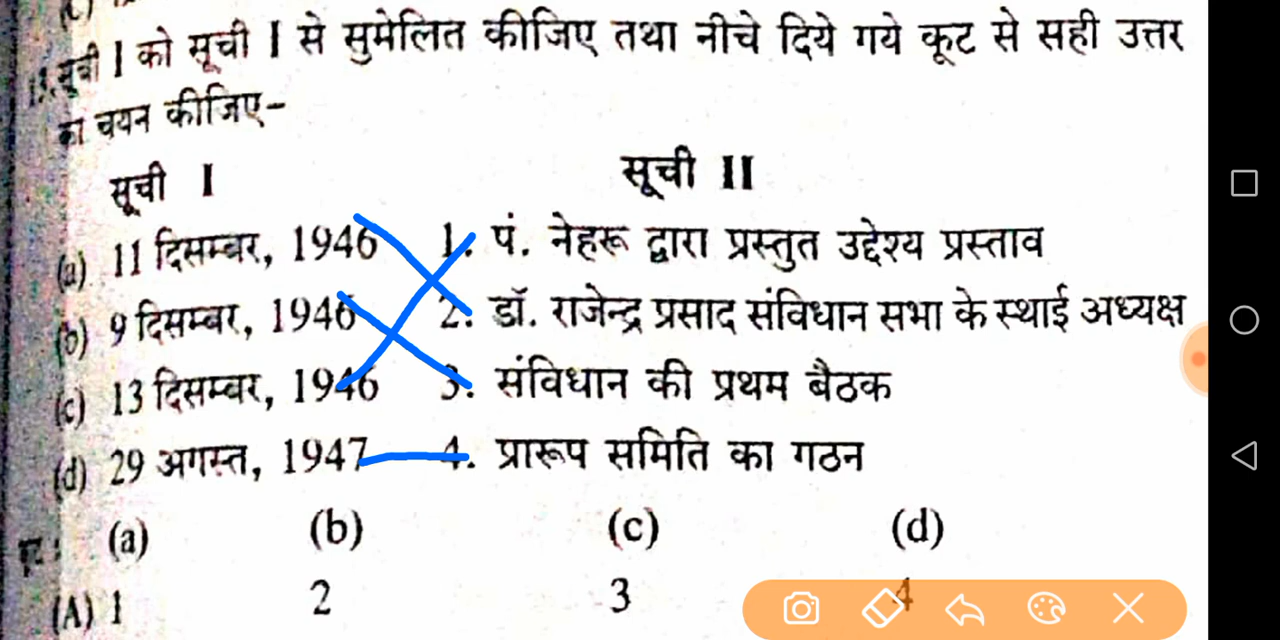 (C)
13. सूची I को सूची I से सुमेलित कीजिए तथा नीचे दिये गये कूट से सही उत्तर
का चयन कीजिए-
सूची I सूची II
(a) 11 दिसम्बर, 1946 1. पं. नेहरू द्वारा प्रस्तुत उद्देश्य प्रस्ताव
(b) 9 दिसम्बर, 1946 2. डॉ. राजेन्द्र प्रसाद संविधान सभा के स्थाई अध्यक्ष
(c) 13 दिसम्बर, 1946 3. संविधान की प्रथम बैठक
(d) 29 अगस्त, 1947 4. प्रारूप समिति का गठन
(a) (b) (c) (d)
(A) 1 2 3 4